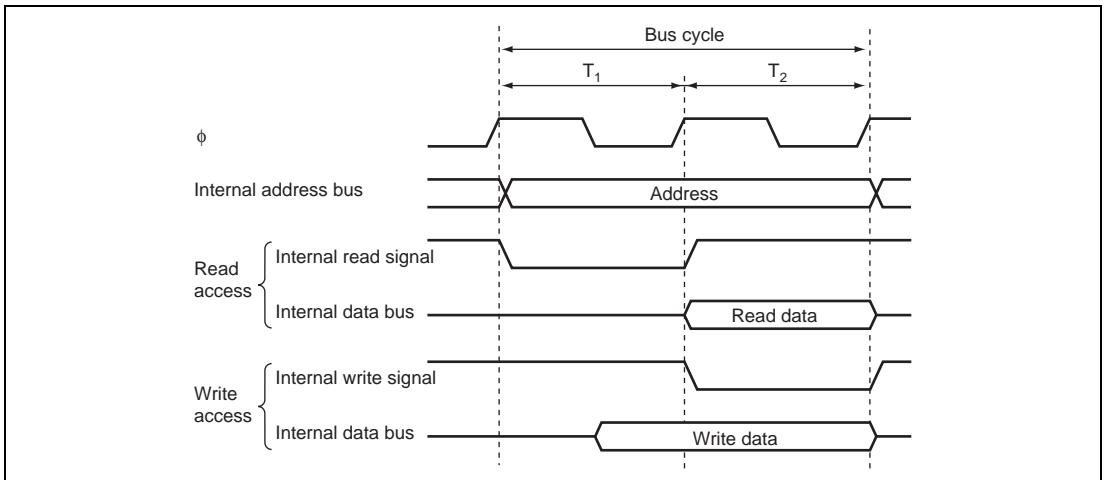 Bus cycle
T1 T2
φ
Internal address bus Address
Read access Internal read signal
Internal data bus Read data
Write access Internal write signal
Internal data bus Write data